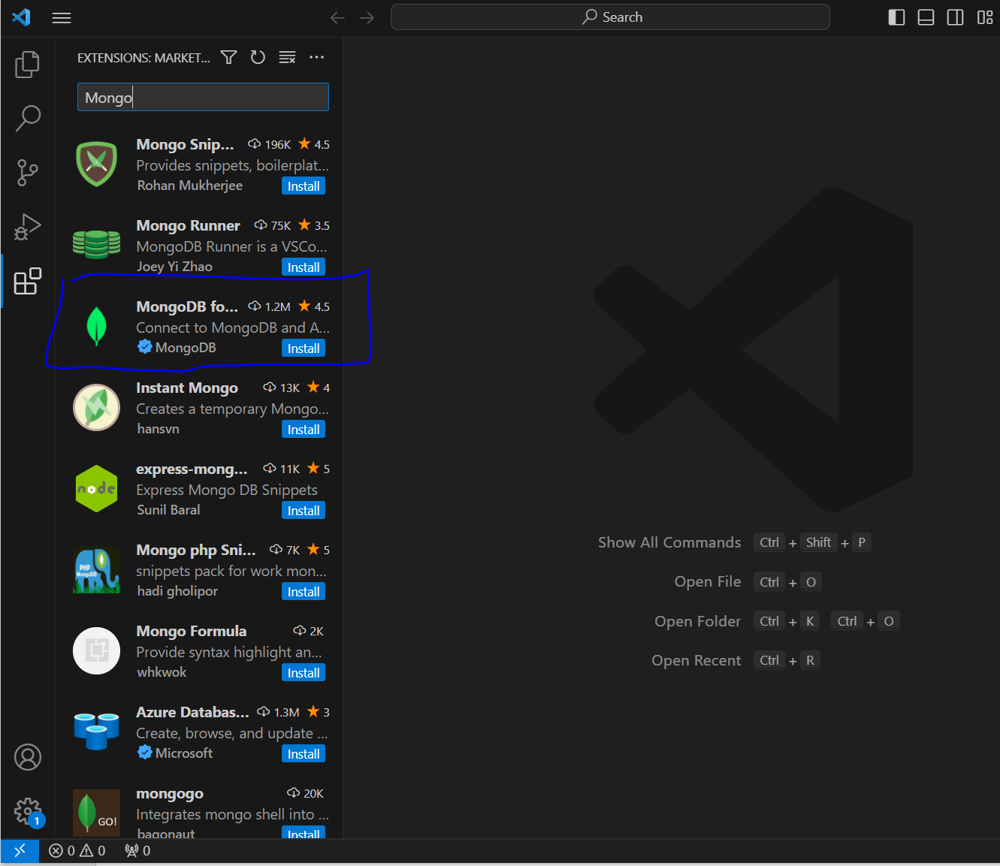 Search
EXTENSIONS: MARKET...
Mongo
Mongo Snip... 196K 4.5
Provides snippets, boilerplat...
Rohan Mukherjee Install
Mongo Runner 75K 3.5
MongoDB Runner is a VSCo...
Joey Yi Zhao Install
MongoDB fo... 1.2M 4.5
Connect to MongoDB and A...
MongoDB Install
Instant Mongo 13K 4
Creates a temporary Mongo...
hansvn Install
express-mong... 11K 5
Express Mongo DB Snippets
Sunil Baral Install
node
Mongo php Sni... 7K 5
snippets pack for work mon...
hadi gholipor Install
PHP
MongoDB
Mongo Formula 2K
Provide syntax highlight an...
whkwok Install
Azure Databas... 1.3M 3
Create, browse, and update ...
Microsoft Install
mongogo 20K
Integrates mongo shell into ...
bagonaut Install
GO!
Show All Commands Ctrl + Shift + P
Open File Ctrl + O
Open Folder Ctrl + K Ctrl + O
Open Recent Ctrl + R
1
0 0 0